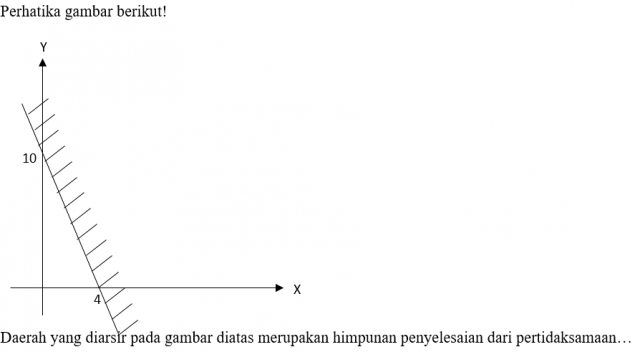 Perhatika gambar berikut!
Y
10
4
X
Daerah yang diarsir pada gambar diatas merupakan himpunan penyelesaian dari pertidaksamaan…